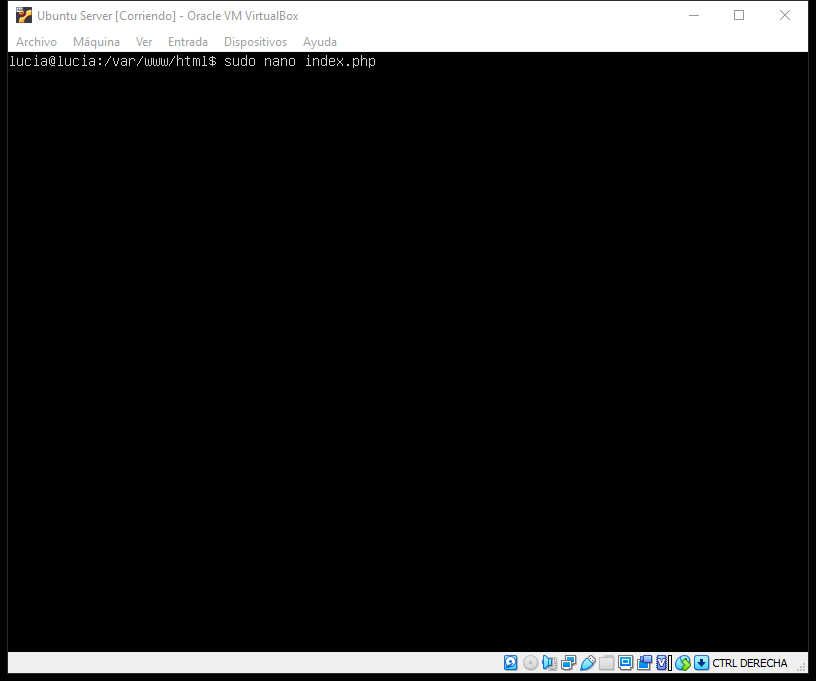 Ubuntu Server [Corriendo] - Oracle VM VirtualBox
Archivo Máquina Ver Entrada Dispositivos Ayuda
lucia@lucia:/var/www/html$ sudo nano index.php
CTRL DERECHA